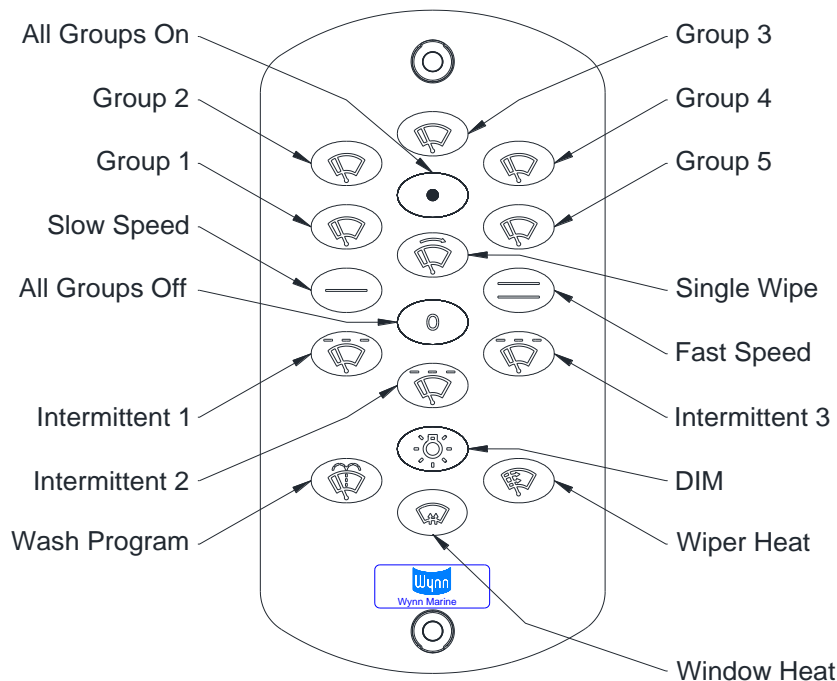 All Groups On
Group 3
Group 2
Group 4
Group 1
Group 5
Slow Speed
All Groups Off
0
Single Wipe
Fast Speed
Intermittent 1
Intermittent 3
Intermittent 2
DIM
Wash Program
Wiper Heat
Wynn
Wynn Marine
Window Heat